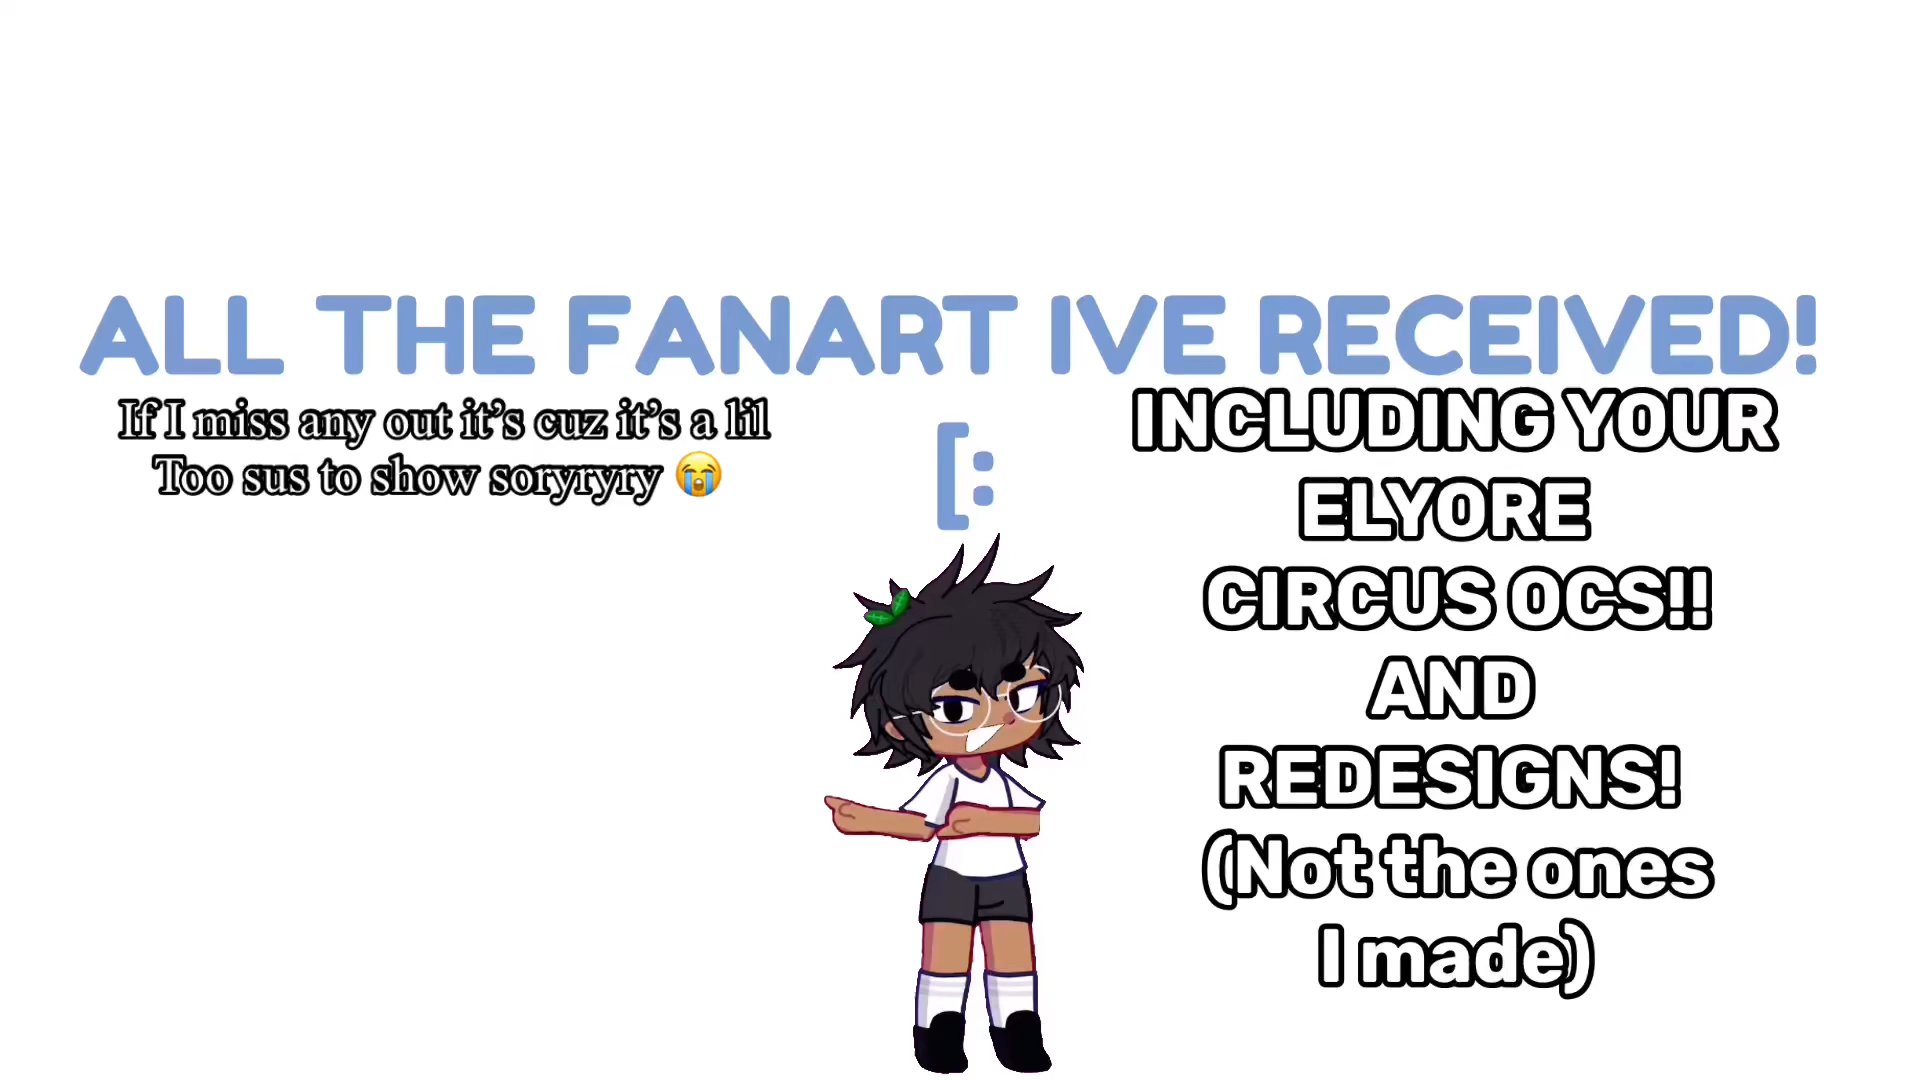 ALL THE FANART IVE RECEIVED!
[:
If I miss any out it’s cuz it’s a lil
Too sus to show soryryry 😭
INCLUDING YOUR
ELYORE
CIRCUS OCS!!
AND
REDESIGNS!
(Not the ones
I made)